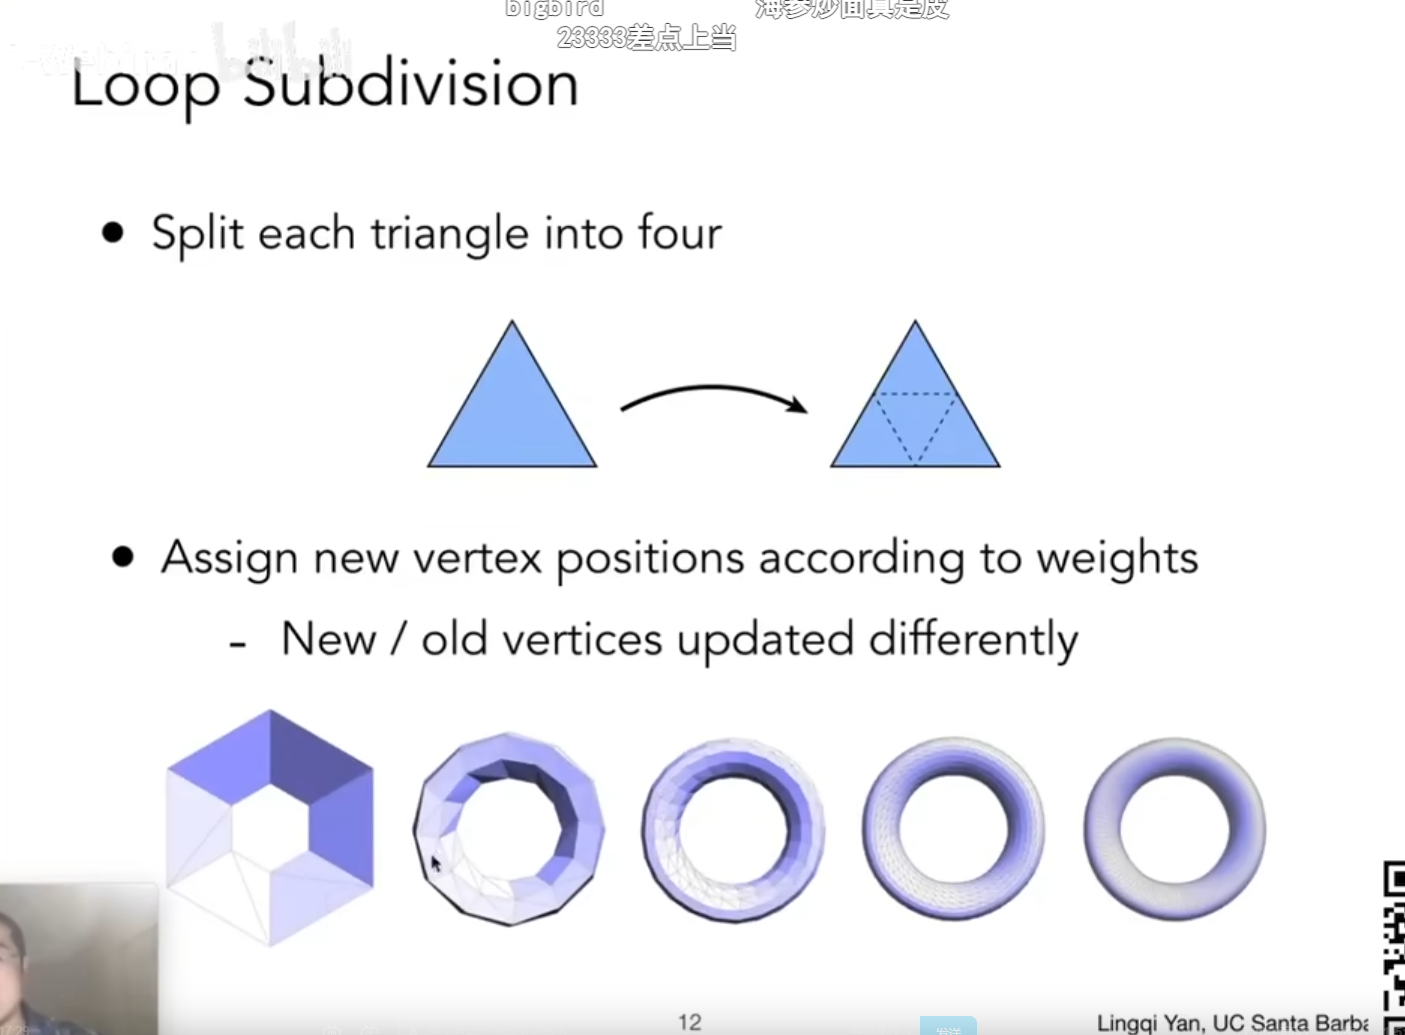 bigbird
海参炒面真是皮
23333差点上当
Loop Subdivision
● Split each triangle into four
● Assign new vertex positions according to weights
- New / old vertices updated differently
12
Lingqi Yan, UC Santa Barba
发送